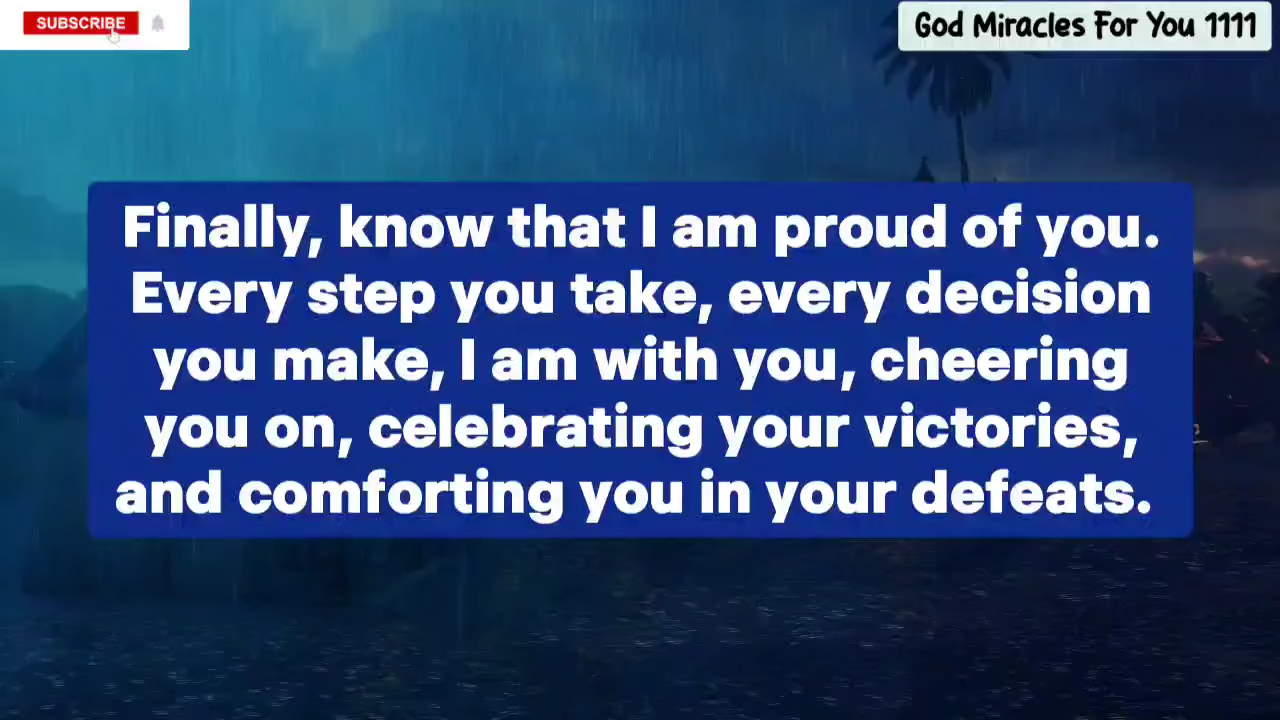 SUBSCRIBE
God Miracles For You 1111
Finally, know that I am proud of you.
Every step you take, every decision
you make, I am with you, cheering
you on, celebrating your victories,
and comforting you in your defeats.